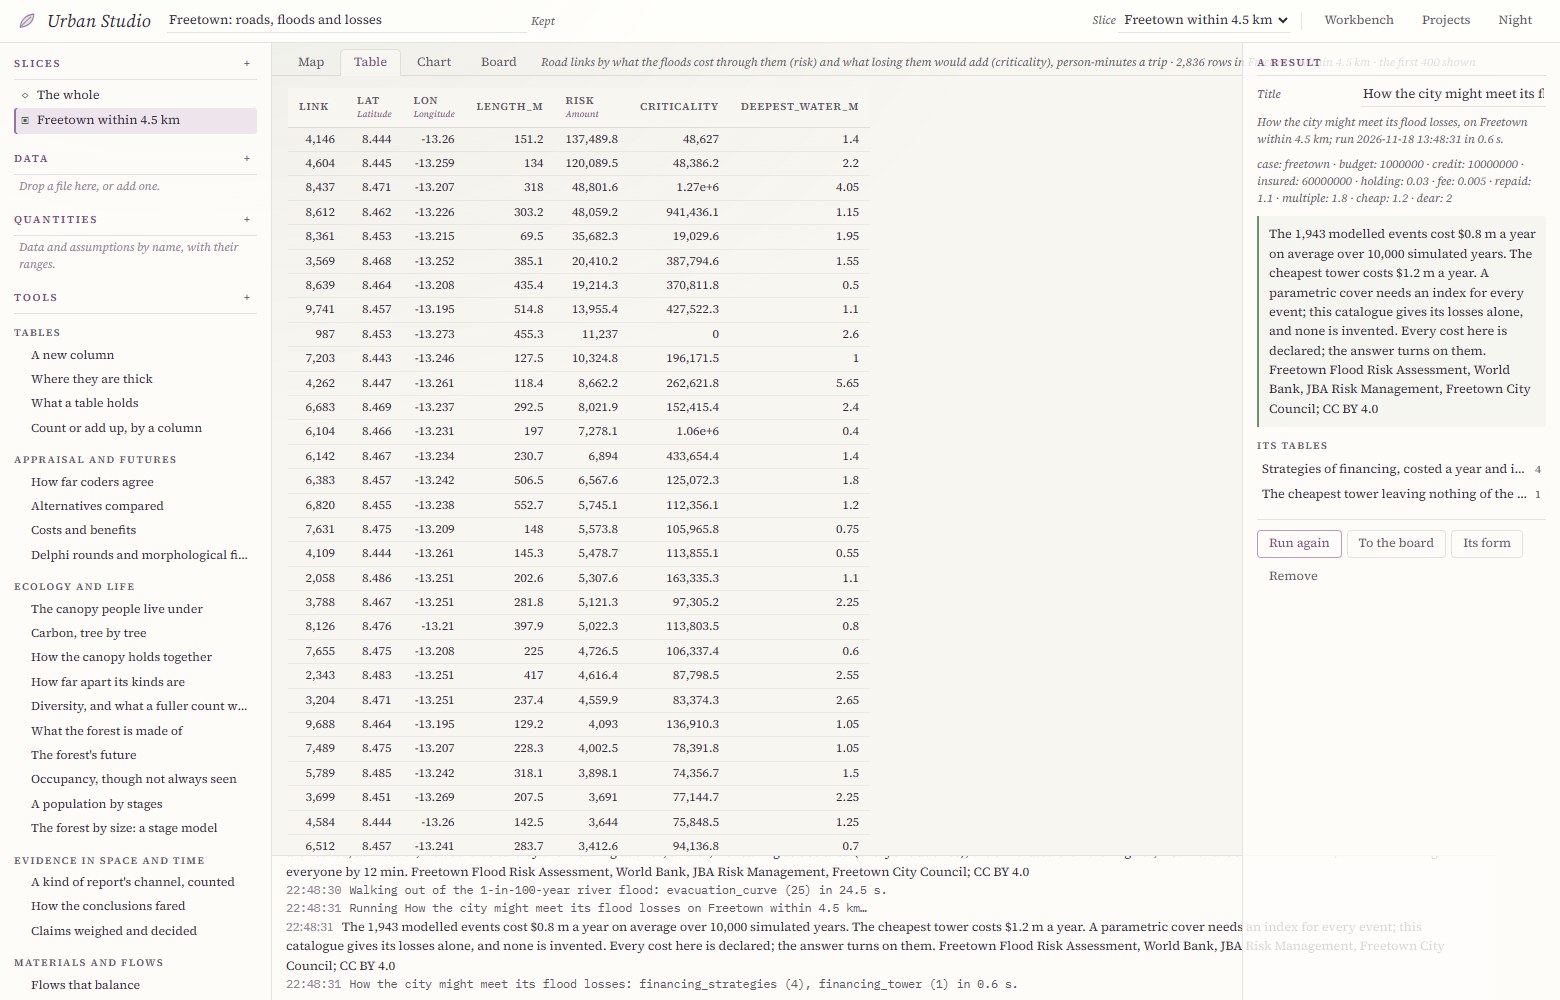 Urban Studio
Freetown: roads, floods and losses
Kept
Slice Freetown within 4.5 km
Workbench
Projects
Night
SLICES +
The whole
Freetown within 4.5 km
DATA +
Drop a file here, or add one.
QUANTITIES +
Data and assumptions by name, with their
ranges.
TOOLS +
TABLES
A new column
Where they are thick
What a table holds
Count or add up, by a column
APPRAISAL AND FUTURES
How far coders agree
Alternatives compared
Costs and benefits
Delphi rounds and morphological fi...
ECOLOGY AND LIFE
The canopy people live under
Carbon, tree by tree
How the canopy holds together
How far apart its kinds are
Diversity, and what a fuller count w...
What the forest is made of
The forest's future
Occupancy, though not always seen
A population by stages
The forest by size: a stage model
EVIDENCE IN SPACE AND TIME
A kind of report's channel, counted
How the conclusions fared
Claims weighed and decided
MATERIALS AND FLOWS
Flows that balance
Map Table Chart Board
Road links by what the floods cost through them (risk) and what losing them would add (criticality), person-minutes a trip · 2,836 rows in Freetown within 4.5 km · the first 400 shown
LINK LAT LON LENGTH_M RISK CRITICALITY DEEPEST_WATER_M
Latitude Longitude Amount
4,146 8.444 -13.26 151.2 137,489.8 48,627 1.4
4,604 8.445 -13.259 134 120,089.5 48,386.2 2.2
8,437 8.471 -13.207 318 48,801.6 1.27e+6 4.05
8,612 8.462 -13.226 303.2 48,059.2 941,436.1 1.15
8,361 8.453 -13.215 69.5 35,682.3 19,029.6 1.95
3,569 8.468 -13.252 385.1 20,410.2 387,794.6 1.55
8,639 8.464 -13.208 435.4 19,214.3 370,811.8 0.5
9,741 8.457 -13.195 514.8 13,955.4 427,522.3 1.1
987 8.453 -13.273 455.3 11,237 0 2.6
7,203 8.443 -13.246 127.5 10,324.8 196,171.5 1
4,262 8.447 -13.261 118.4 8,662.2 262,621.8 5.65
6,683 8.469 -13.237 292.5 8,021.9 152,415.4 2.4
6,104 8.466 -13.231 197 7,278.1 1.06e+6 0.4
6,142 8.467 -13.234 230.7 6,894 433,654.4 1.4
6,383 8.457 -13.242 506.5 6,567.6 125,072.3 1.8
6,820 8.455 -13.238 552.7 5,745.1 112,356.1 1.2
7,631 8.475 -13.209 148 5,573.8 105,965.8 0.75
4,109 8.444 -13.261 145.3 5,478.7 113,855.1 0.55
2,058 8.486 -13.251 202.6 5,307.6 163,335.3 1.1
3,788 8.467 -13.251 281.8 5,121.3 97,305.2 2.25
8,126 8.476 -13.21 397.9 5,022.3 113,803.5 0.8
7,655 8.475 -13.208 225 4,726.5 106,337.4 0.6
2,343 8.483 -13.251 417 4,616.4 87,798.5 2.55
3,204 8.471 -13.251 237.4 4,559.9 83,374.3 2.65
9,688 8.464 -13.195 129.2 4,093 136,910.3 1.05
7,489 8.475 -13.207 228.3 4,002.5 78,391.8 1.05
5,789 8.485 -13.242 318.1 3,898.1 74,356.7 1.5
3,699 8.451 -13.269 207.5 3,691 77,144.7 2.25
4,584 8.444 -13.26 142.5 3,644 75,848.5 1.25
6,512 8.457 -13.241 283.7 3,412.6 94,136.8 0.7
everyone by 12 min. Freetown Flood Risk Assessment, World Bank, JBA Risk Management, Freetown City Council; CC BY 4.0
22:48:30 Walking out of the 1-in-100-year river flood: evacuation_curve (25) in 24.5 s.
22:48:31 Running How the city might meet its flood losses on Freetown within 4.5 km…
22:48:31 The 1,943 modelled events cost $0.8 m a year on average over 10,000 simulated years. The cheapest tower costs $1.2 m a year. A parametric cover needs an index for every event; this
catalogue gives its losses alone, and none is invented. Every cost here is declared; the answer turns on them. Freetown Flood Risk Assessment, World Bank, JBA Risk Management, Freetown City
Council; CC BY 4.0
22:48:31 How the city might meet its flood losses: financing_strategies (4), financing_tower (1) in 0.6 s.
A RESULT
Title How the city might meet its fl
How the city might meet its flood losses, on Freetown
within 4.5 km; run 2026-11-18 13:48:31 in 0.6 s.
case: freetown · budget: 1000000 · credit: 10000000 ·
insured: 60000000 · holding: 0.03 · fee: 0.005 · repaid:
1.1 · multiple: 1.8 · cheap: 1.2 · dear: 2
The 1,943 modelled events cost $0.8 m a year
on average over 10,000 simulated years. The
cheapest tower costs $1.2 m a year. A
parametric cover needs an index for every
event; this catalogue gives its losses alone,
and none is invented. Every cost here is
declared; the answer turns on them.
Freetown Flood Risk Assessment, World
Bank, JBA Risk Management, Freetown City
Council; CC BY 4.0
ITS TABLES
Strategies of financing, costed a year and i... 4
The cheapest tower leaving nothing of the ... 1
Run again
To the board
Its form
Remove